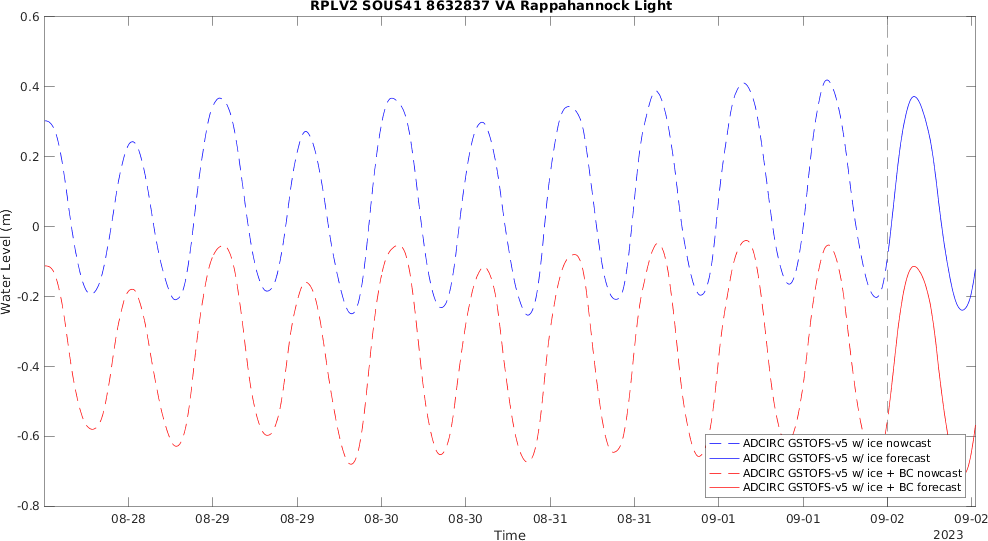 RPLV2 SOUS41 8632837 VA Rappahannock Light
0.6
0.4
0.2
0
-0.2
-0.4
-0.6
-0.8
Water Level (m)
ADCIRC GSTOFS-v5 w/ ice nowcast
ADCIRC GSTOFS-v5 w/ ice forecast
ADCIRC GSTOFS-v5 w/ ice + BC nowcast
ADCIRC GSTOFS-v5 w/ ice + BC forecast
08-28 08-29 08-29 08-30 08-30 08-31 08-31 09-01 09-01 09-02 09-02
Time
2023